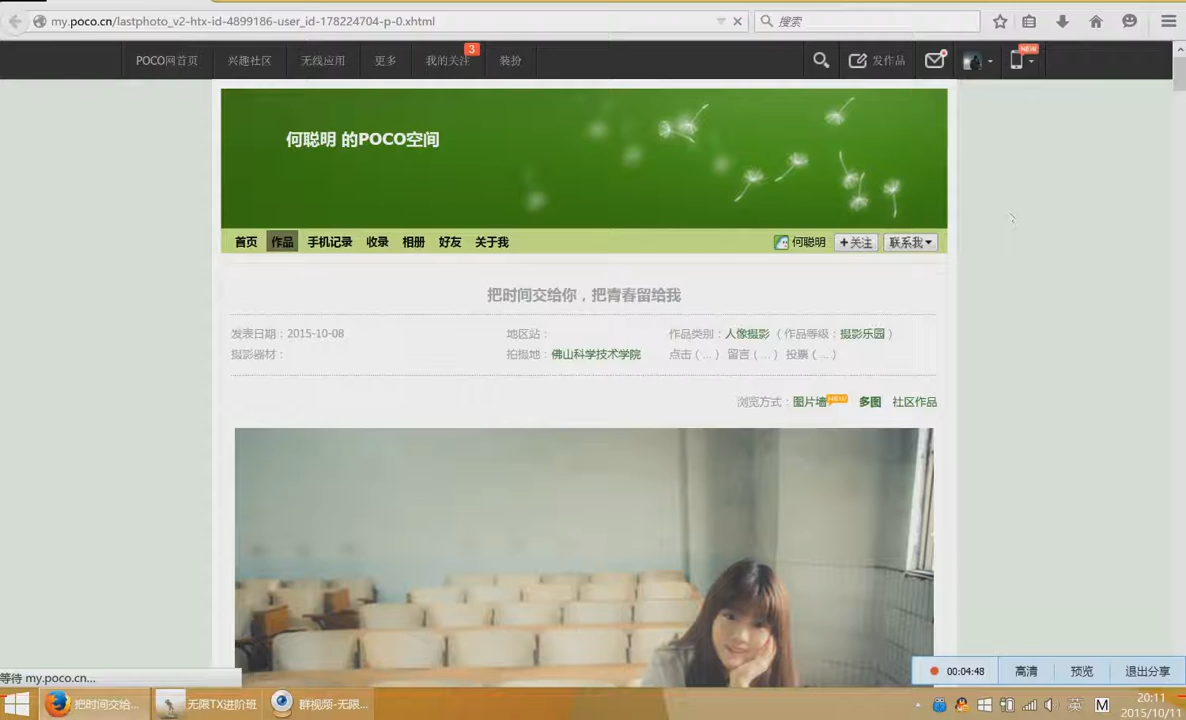 my.poco.cn/lastphoto_v2-htx-id-4899186-user_id-178224704-p-0.xhtml
搜索
POCO网首页 兴趣社区 无线应用 更多 我的关注 3 装扮 发作品 NEW
何聪明 的POCO空间
首页 作品 手机记录 收录 相册 好友 关于我 何聪明 +关注 联系我
把时间交给你，把青春留给我
发表日期：2015-10-08 地区站： 作品类别：人像摄影（作品等级：摄影乐园）
摄影器材： 拍摄地：佛山科学技术学院 点击（...） 留言（...） 投票（...）
浏览方式：图片墙 NEW 多图 社区作品
等待 my.poco.cn...
00:04:48 高清 预览 退出分享
把时间交给... 无限TX进阶班 群视频-无限... 英 M 20:11
2015/10/11